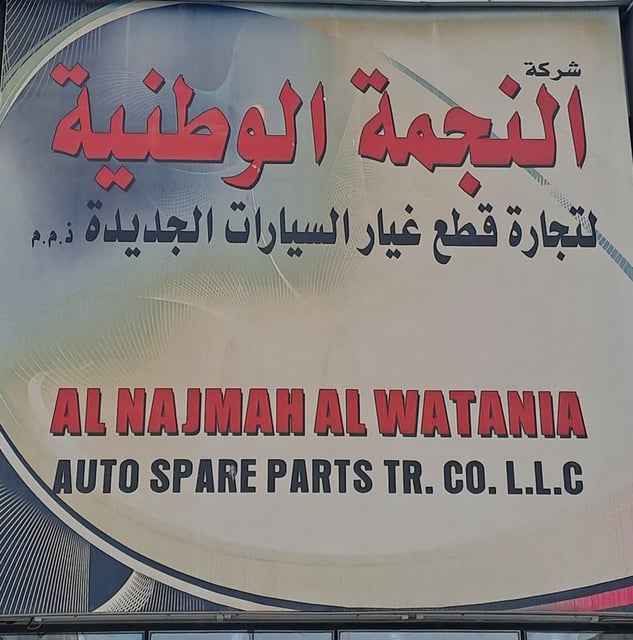 شركة
النجمة الوطنية
لتجارة قطع غيار السيارات الجديدة ذ.م.م
AL NAJMAH AL WATANIA
AUTO SPARE PARTS TR. CO. L.L.C